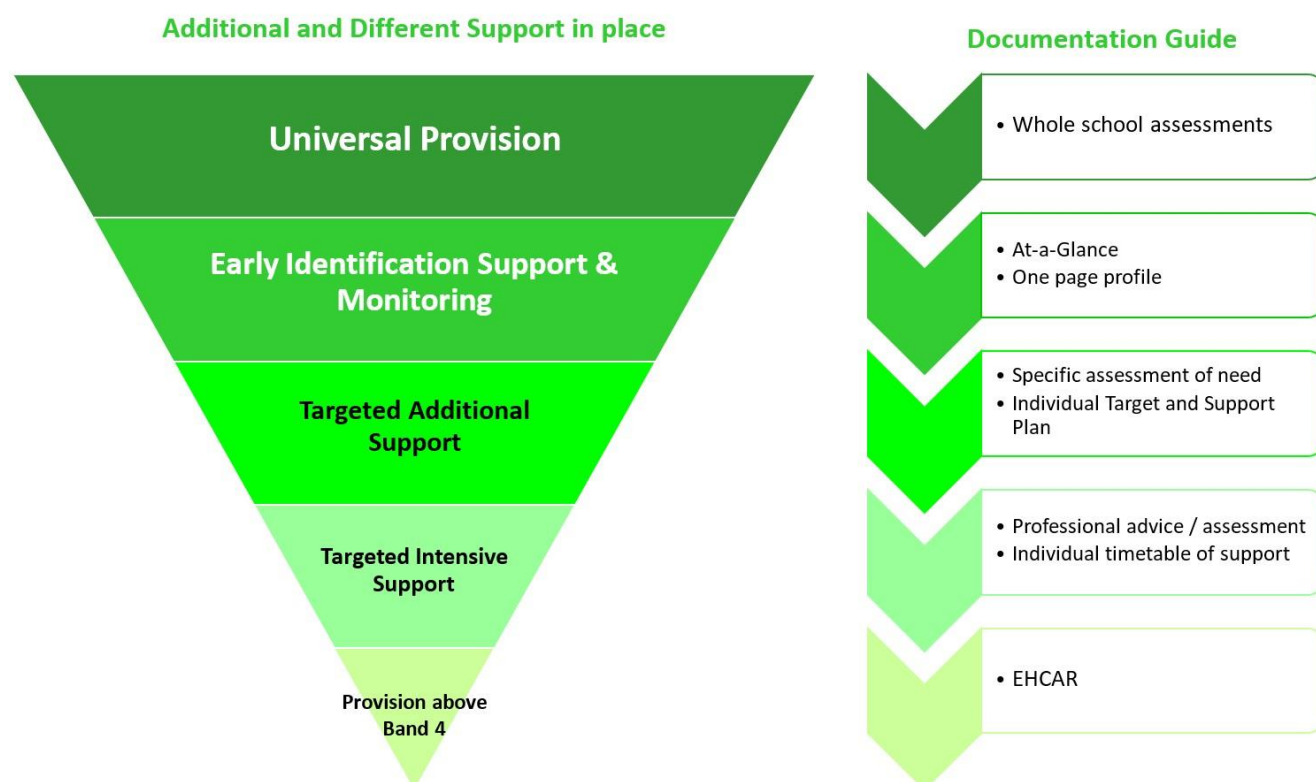 Additional and Different Support in place
Universal Provision
Early Identification Support &
Monitoring
Targeted Additional
Support
Targeted Intensive
Support
Provision above
Band 4
Documentation Guide
• Whole school assessments
• At-a-Glance
• One page profile
• Specific assessment of need
• Individual Target and Support
Plan
• Professional advice / assessment
• Individual timetable of support
• EHCAR